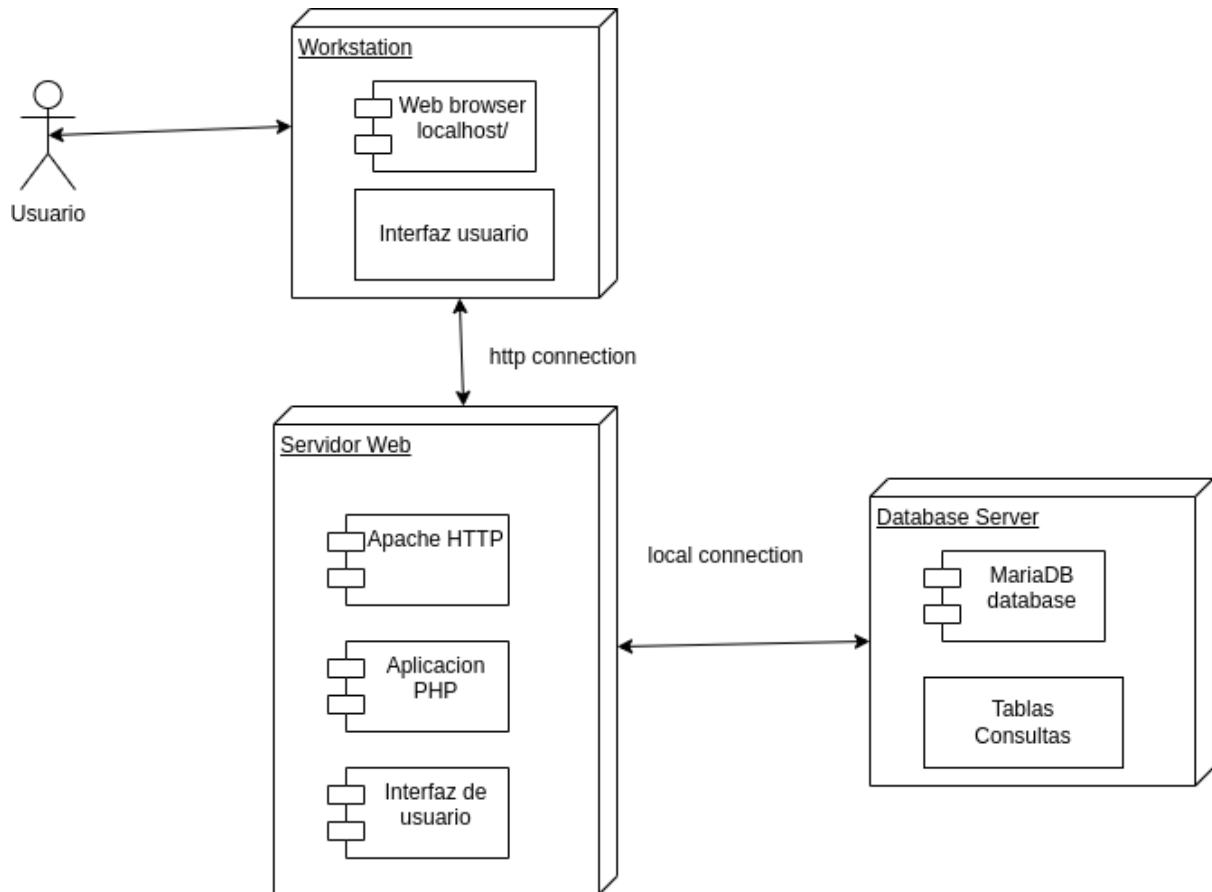 Workstation
Web browser
localhost/
Usuario
Interfaz usuario
http connection
Servidor Web
Apache HTTP
local connection
Database Server
MariaDB
database
Aplicacion
PHP
Tablas
Consultas
Interfaz de
usuario